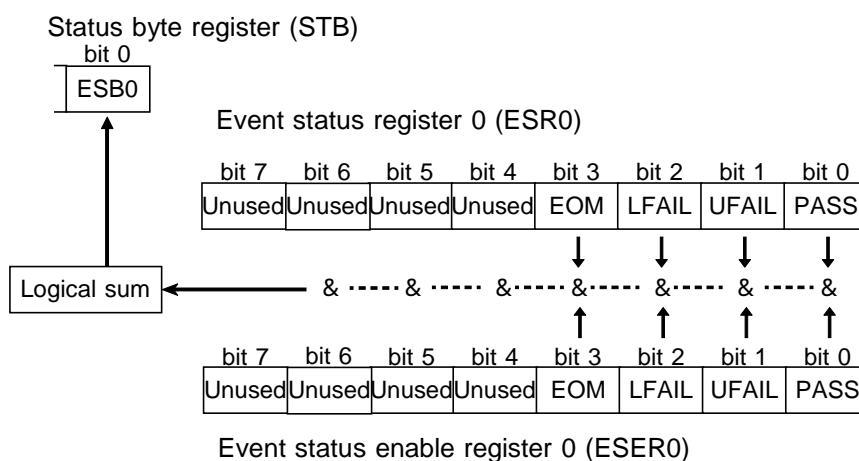 Status byte register (STB)
bit 0
ESB0
Event status register 0 (ESR0)
bit 7 bit 6 bit 5 bit 4 bit 3 bit 2 bit 1 bit 0
Unused Unused Unused Unused EOM LFAIL UFAIL PASS
Logical sum & & & & & & &
bit 7 bit 6 bit 5 bit 4 bit 3 bit 2 bit 1 bit 0
Unused Unused Unused Unused EOM LFAIL UFAIL PASS
Event status enable register 0 (ESER0)